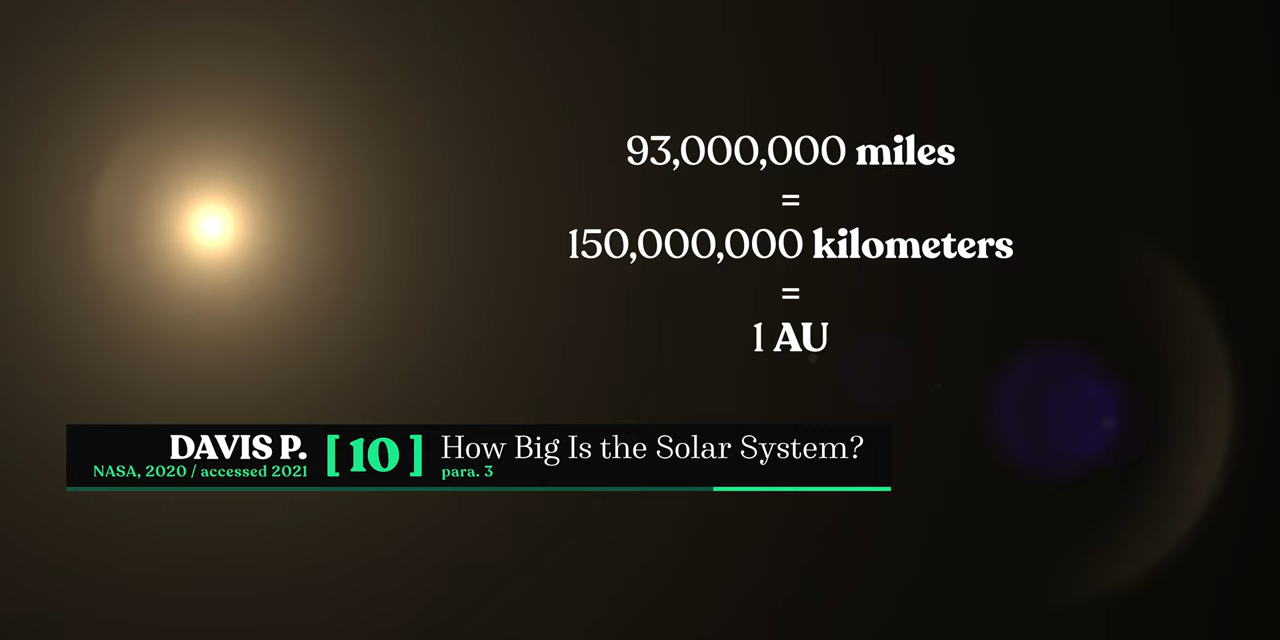 93,000,000 miles
=
150,000,000 kilometers
=
1 AU
DAVIS P.
NASA, 2020 / accessed 2021
[ 10 ]
How Big Is the Solar System?
para. 3